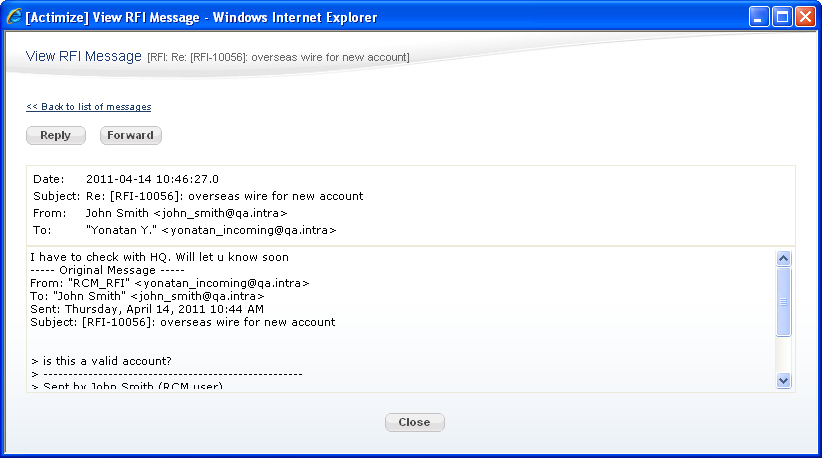 [Actimize] View RFI Message - Windows Internet Explorer
View RFI Message [RFI: Re: [RFI-10056]: overseas wire for new account]
<< Back to list of messages
Reply Forward
Date: 2011-04-14 10:46:27.0
Subject: Re: [RFI-10056]: overseas wire for new account
From: John Smith <john_smith@qa.intra>
To: "Yonatan Y." <yonatan_incoming@qa.intra>
I have to check with HQ. Will let u know soon
----- Original Message -----
From: "RCM_RFI" <yonatan_incoming@qa.intra>
To: "John Smith" <john_smith@qa.intra>
Sent: Thursday, April 14, 2011 10:44 AM
Subject: [RFI-10056]: overseas wire for new account
> is this a valid account?
> --------------------------------------------------
> Sent by John Smith (RCM user)
Close